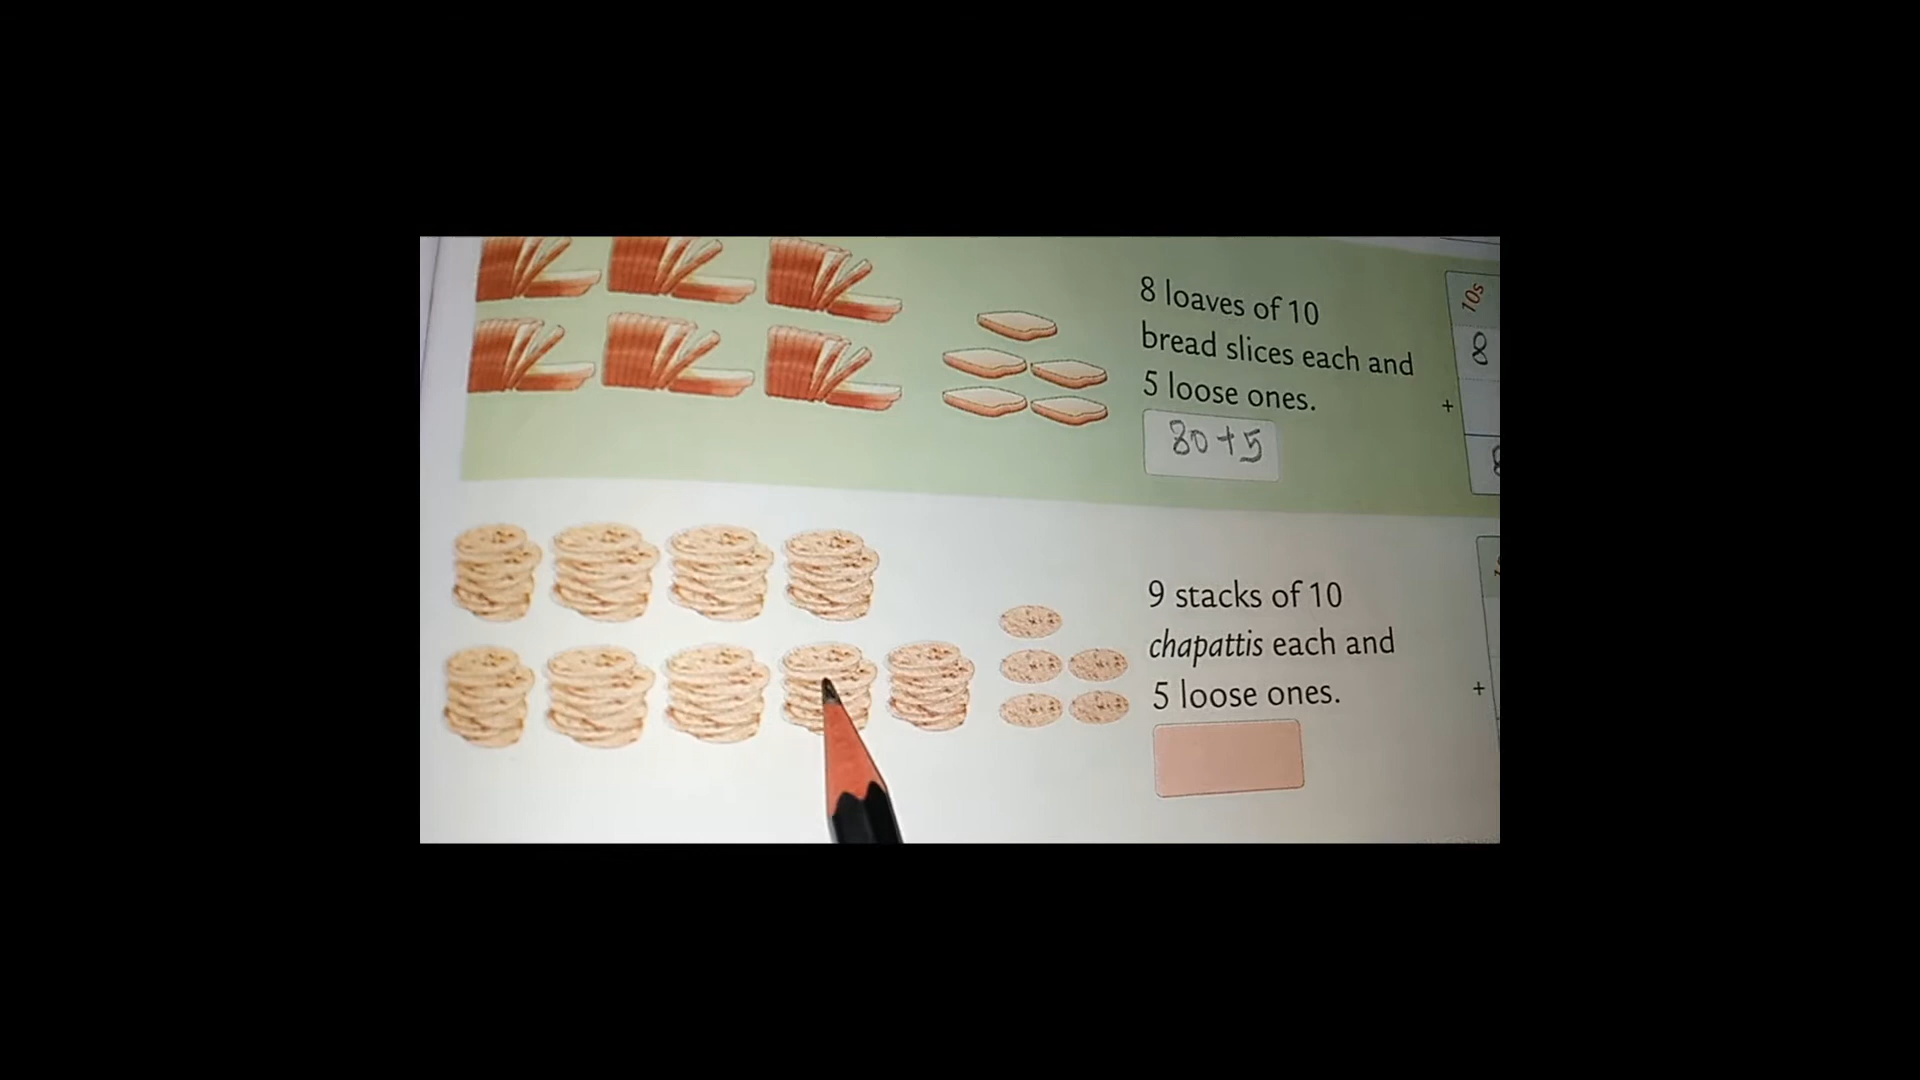 8 loaves of 10
bread slices each and
5 loose ones.
80+5
10s
8
+
9 stacks of 10
chapattis each and
5 loose ones.
+